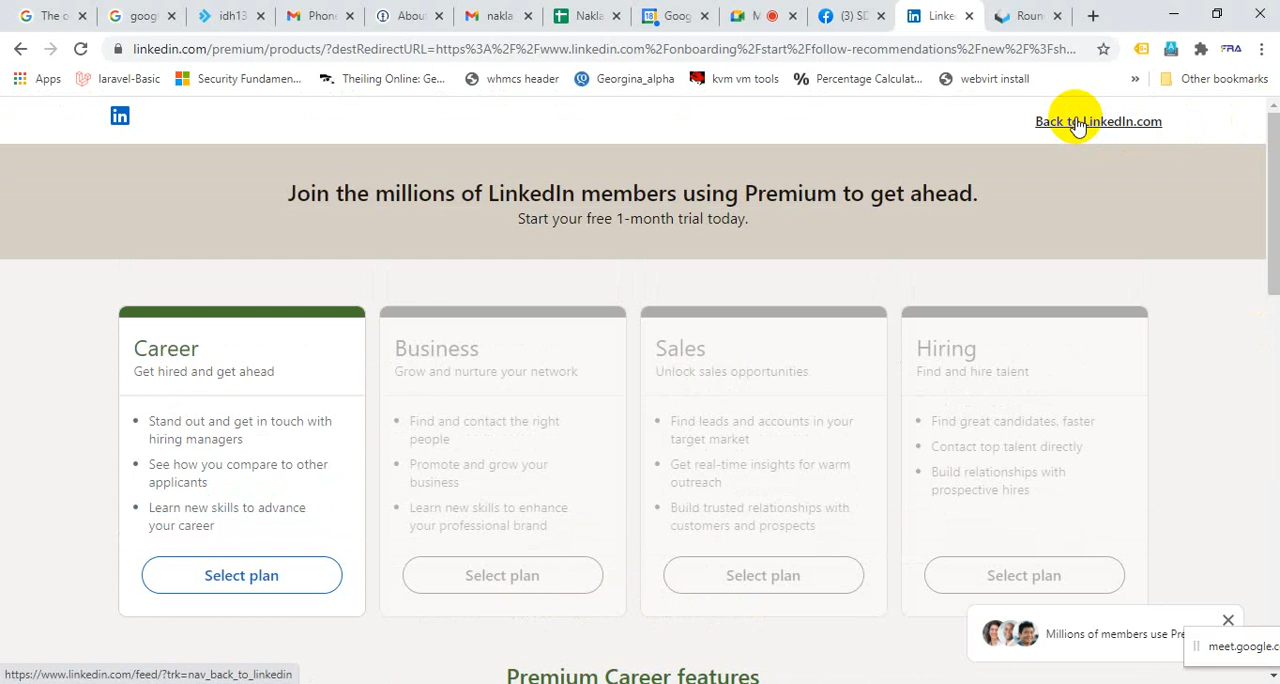 The c
goog
idh13
Phon
Abou
nakla
Nakla
Goog
M
(3) SD
Linke
Roun
linkedin.com/premium/products/?destRedirectURL=https%3A%2F%2Fwww.linkedin.com%2Fonboarding%2Fstart%2Ffollow-recommendations%2Fnew%2F%3Fsh...
Apps
laravel-Basic
Security Fundamen...
Theiling Online: Ge...
whmcs header
Georgina_alpha
kvm vm tools
Percentage Calculat...
webvirt install
»
Other bookmarks
in
Back to LinkedIn.com
Join the millions of LinkedIn members using Premium to get ahead.
Start your free 1-month trial today.
Career
Get hired and get ahead
• Stand out and get in touch with
hiring managers
• See how you compare to other
applicants
• Learn new skills to advance
your career
Select plan
Business
Grow and nurture your network
• Find and contact the right
people
• Promote and grow your
business
• Learn new skills to enhance
your professional brand
Select plan
Sales
Unlock sales opportunities
• Find leads and accounts in your
target market
• Get real-time insights for warm
outreach
• Build trusted relationships with
customers and prospects
Select plan
Hiring
Find and hire talent
• Find great candidates, faster
• Contact top talent directly
• Build relationships with
prospective hires
Select plan
Millions of members use Pre
meet.google.c
https://www.linkedin.com/feed/?trk=nav_back_to_linkedin
Premium Career features